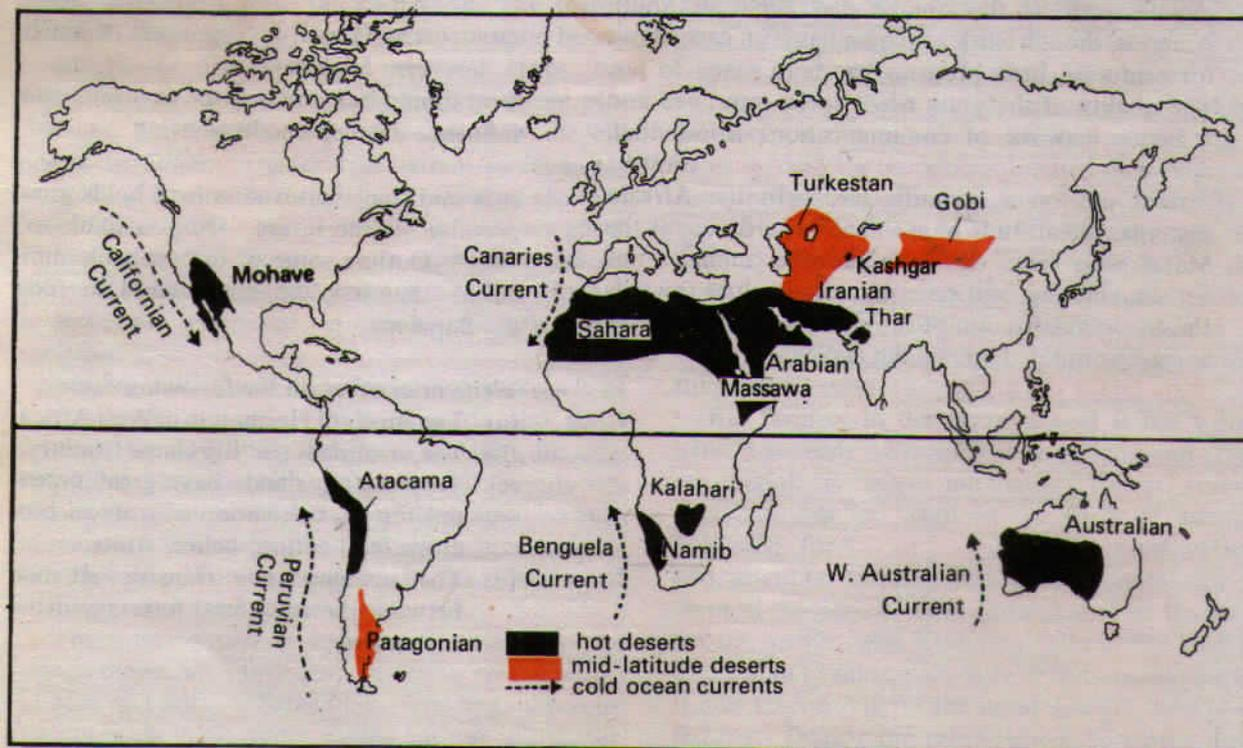 Turkestan
Gobi
Californian
Current
Mohave
Canaries
Current
Kashgar
Iranian
Thar
Sahara
Arabian
Massawa
Atacama
Kalahari
Australian
Peruvian
Current
Benguela
Current
Namib
W. Australian
Current
Patagonian
hot deserts
mid-latitude deserts
cold ocean currents